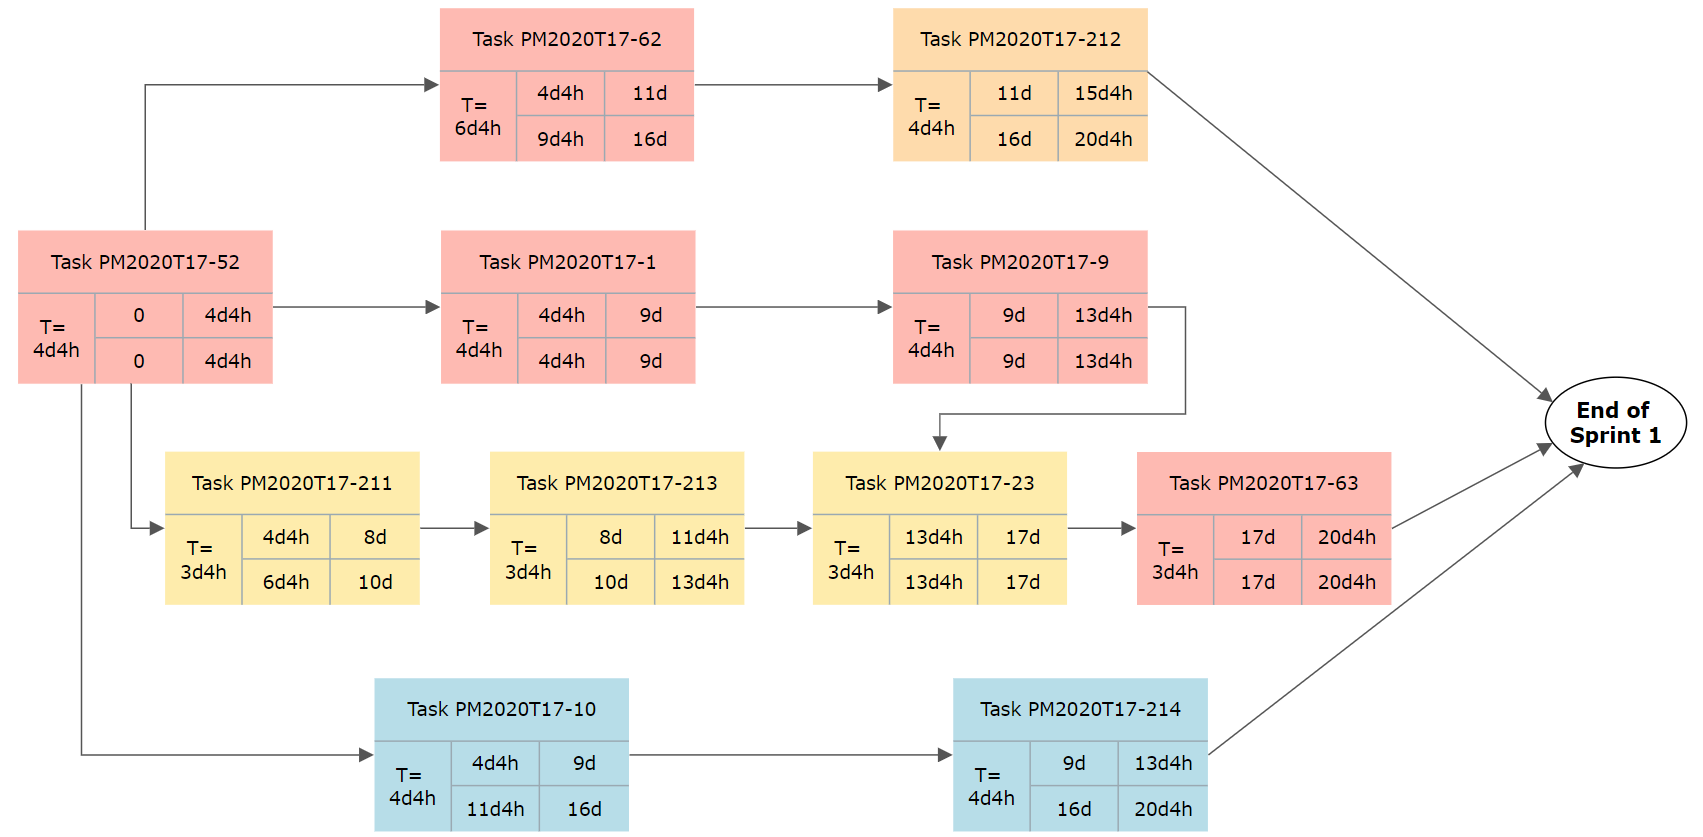 Task PM2020T17-62
T=
6d4h
4d4h 11d
9d4h 16d
Task PM2020T17-212
T=
4d4h
11d 15d4h
16d 20d4h
Task PM2020T17-52
T=
4d4h
0 4d4h
0 4d4h
Task PM2020T17-1
T=
4d4h
4d4h 9d
4d4h 9d
Task PM2020T17-9
T=
4d4h
9d 13d4h
9d 13d4h
End of
Sprint 1
Task PM2020T17-211
T=
3d4h
4d4h 8d
6d4h 10d
Task PM2020T17-213
T=
3d4h
8d 11d4h
10d 13d4h
Task PM2020T17-23
T=
3d4h
13d4h 17d
13d4h 17d
Task PM2020T17-63
T=
3d4h
17d 20d4h
17d 20d4h
Task PM2020T17-10
T=
4d4h
4d4h 9d
11d4h 16d
Task PM2020T17-214
T=
4d4h
9d 13d4h
16d 20d4h